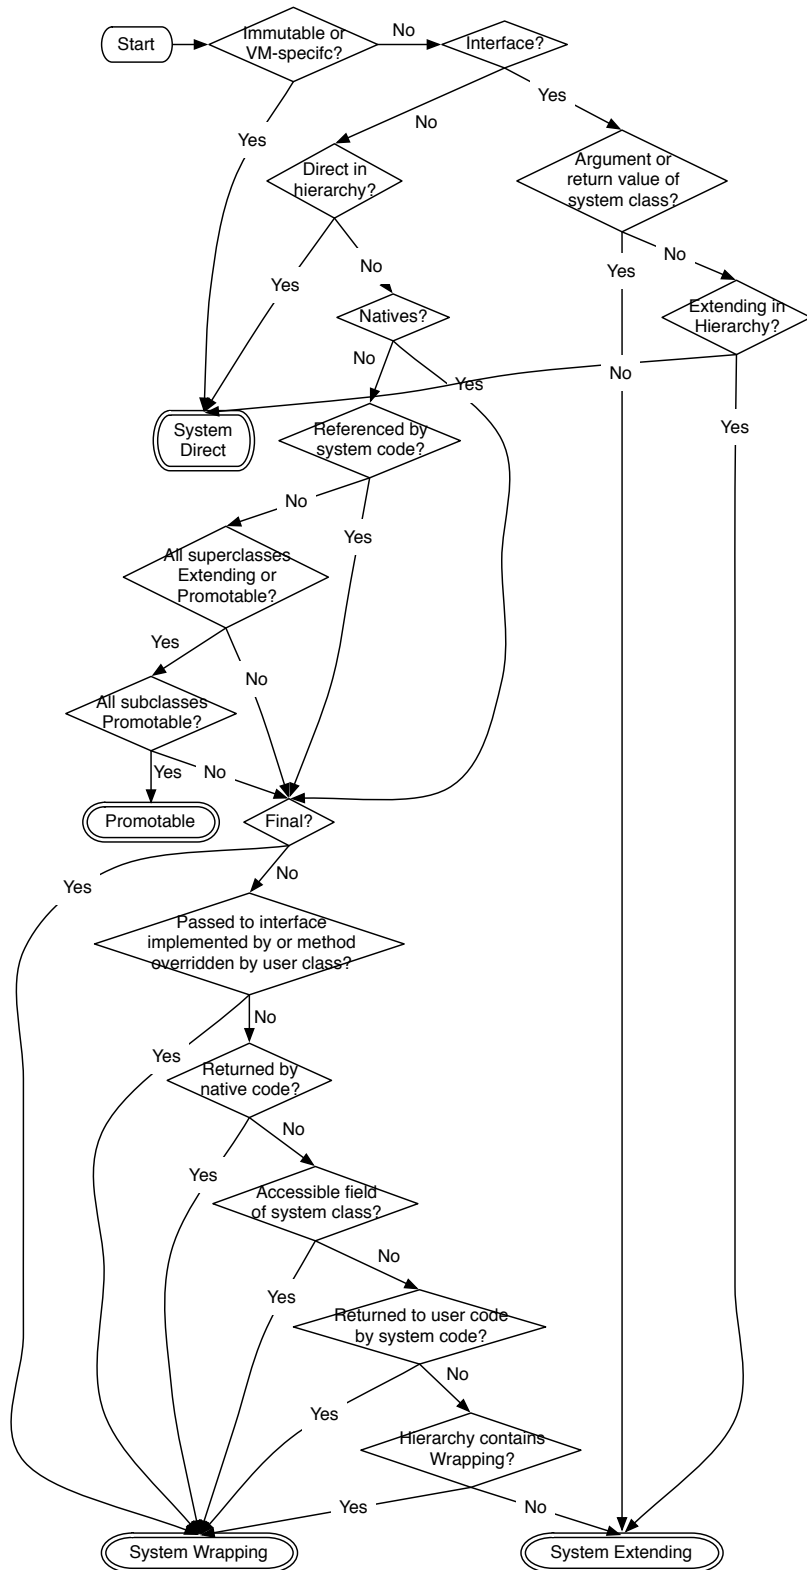 Start
Immutable or
VM-specifc?
No
Interface?
Yes
No
Yes
Direct in
hierarchy?
Argument or
return value of
system class?
Yes
No
Yes
No
Natives?
Extending in
Hierarchy?
No
Yes
No
System
Direct
Referenced by
system code?
Yes
No
Yes
All superclasses
Extending or
Promotable?
Yes
No
All subclasses
Promotable?
Yes
No
Promotable
Final?
Yes
No
Passed to interface
implemented by or method
overridden by user class?
No
Yes
Returned by
native code?
No
Yes
Accessible field
of system class?
No
Yes
Returned to user code
by system code?
No
Yes
Hierarchy contains
Wrapping?
Yes
No
System Wrapping
System Extending